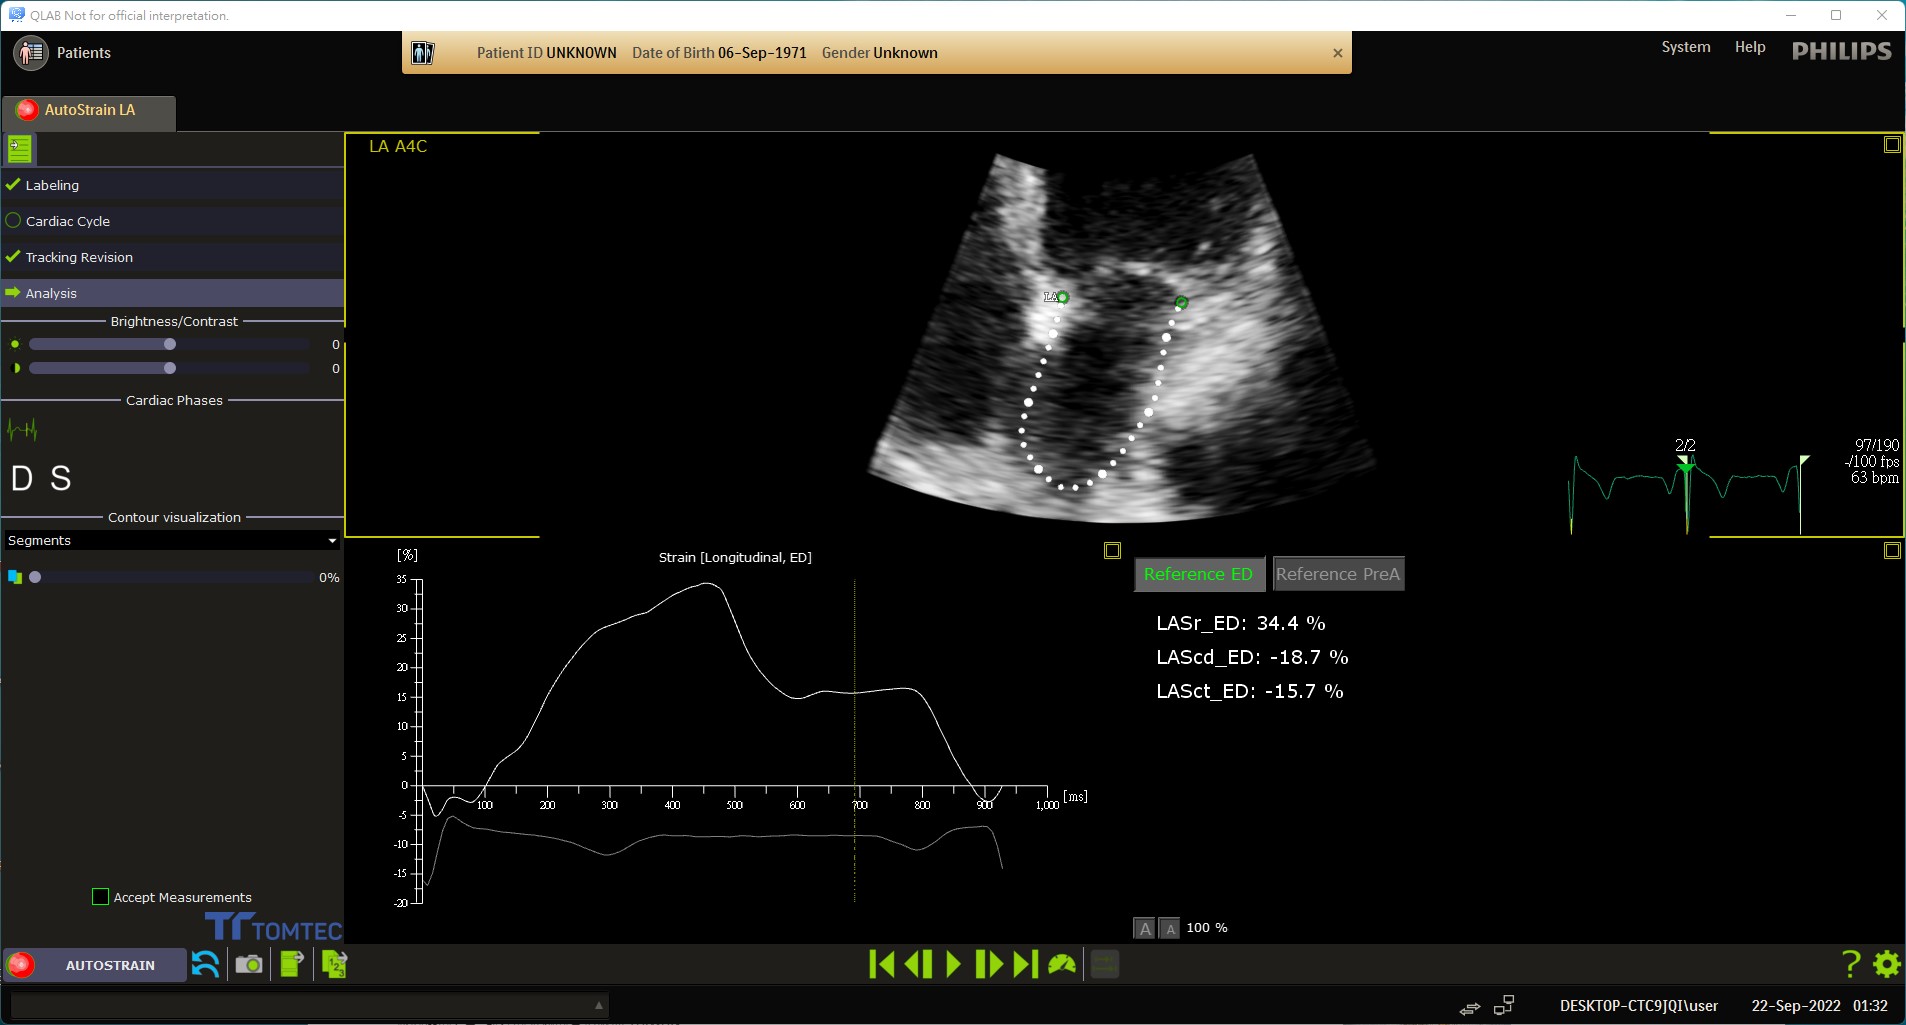 QLAB Not for official interpretation.
Patients
Patient ID UNKNOWN Date of Birth 06-Sep-1971 Gender Unknown
×
System Help PHILIPS
AutoStrain LA
Labeling
Cardiac Cycle
Tracking Revision
Analysis
Brightness/Contrast
0
0
Cardiac Phases
D S
Contour visualization
Segments
0%
Accept Measurements
TOMTEC
LA A4C
LA
2/2
97/190
-/100 fps
63 bpm
[%]
Strain [Longitudinal, ED]
35
30
25
20
15
10
5
0
-5
-10
-15
-20
100 200 300 400 500 600 700 800 900 1,000 [ms]
Reference ED Reference PreA
LASr_ED: 34.4 %
LAScd_ED: -18.7 %
LASct_ED: -15.7 %
A A 100 %
AUTOSTRAIN
1
2 3
?
DESKTOP-CTC9JQI\user 22-Sep-2022 01:32